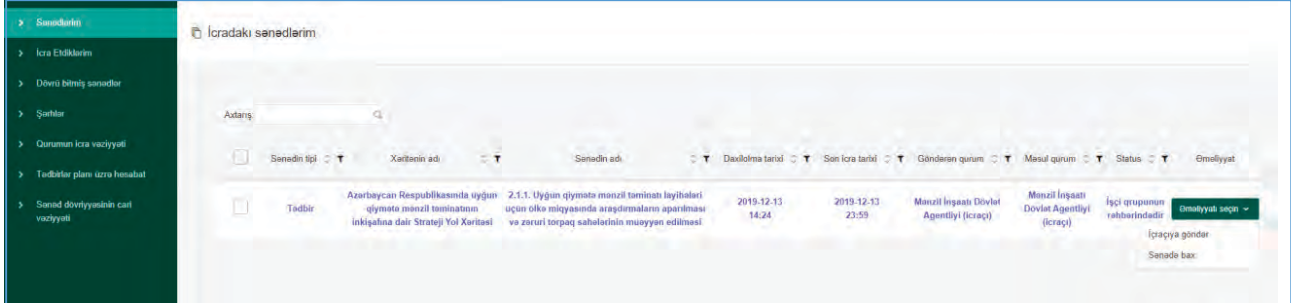 Sənədlərim
İcra Etdiklərim
Dövrü bitmiş sənədlər
Şərhlər
Qurumun icra vəziyyəti
Tədbirlər planı üzrə hesabat
Sənəd dövriyyəsinin cari
vəziyyəti
İcradakı sənədlərim
Axtarış
Sənədin tipi Xəritənin adı Sənədin adı Daxilolma tarixi Son icra tarixi Göndərən qurum Məsul qurum Status Əməliyyat
Tədbir
Azərbaycan Respublikasında uyğun
qiymətə mənzil təminatının
inkişafına dair Strateji Yol Xəritəsi
2.1.1. Uyğun qiymətə mənzil təminatı layihələri
üçün ölkə miqyasında araşdırmaların aparılması
və zəruri torpaq sahələrinin müəyyən edilməsi
2019-12-13
14:24
2019-12-13
23:59
Mənzil İnşaatı Dövlət
Agentliyi (icraçı)
Mənzil İnşaatı
Dövlət Agentliyi
(icraçı)
İşçi qrupunun
rəhbərindədir
Əməliyyatı seçin
İçraçıya göndər
Sənədə bax